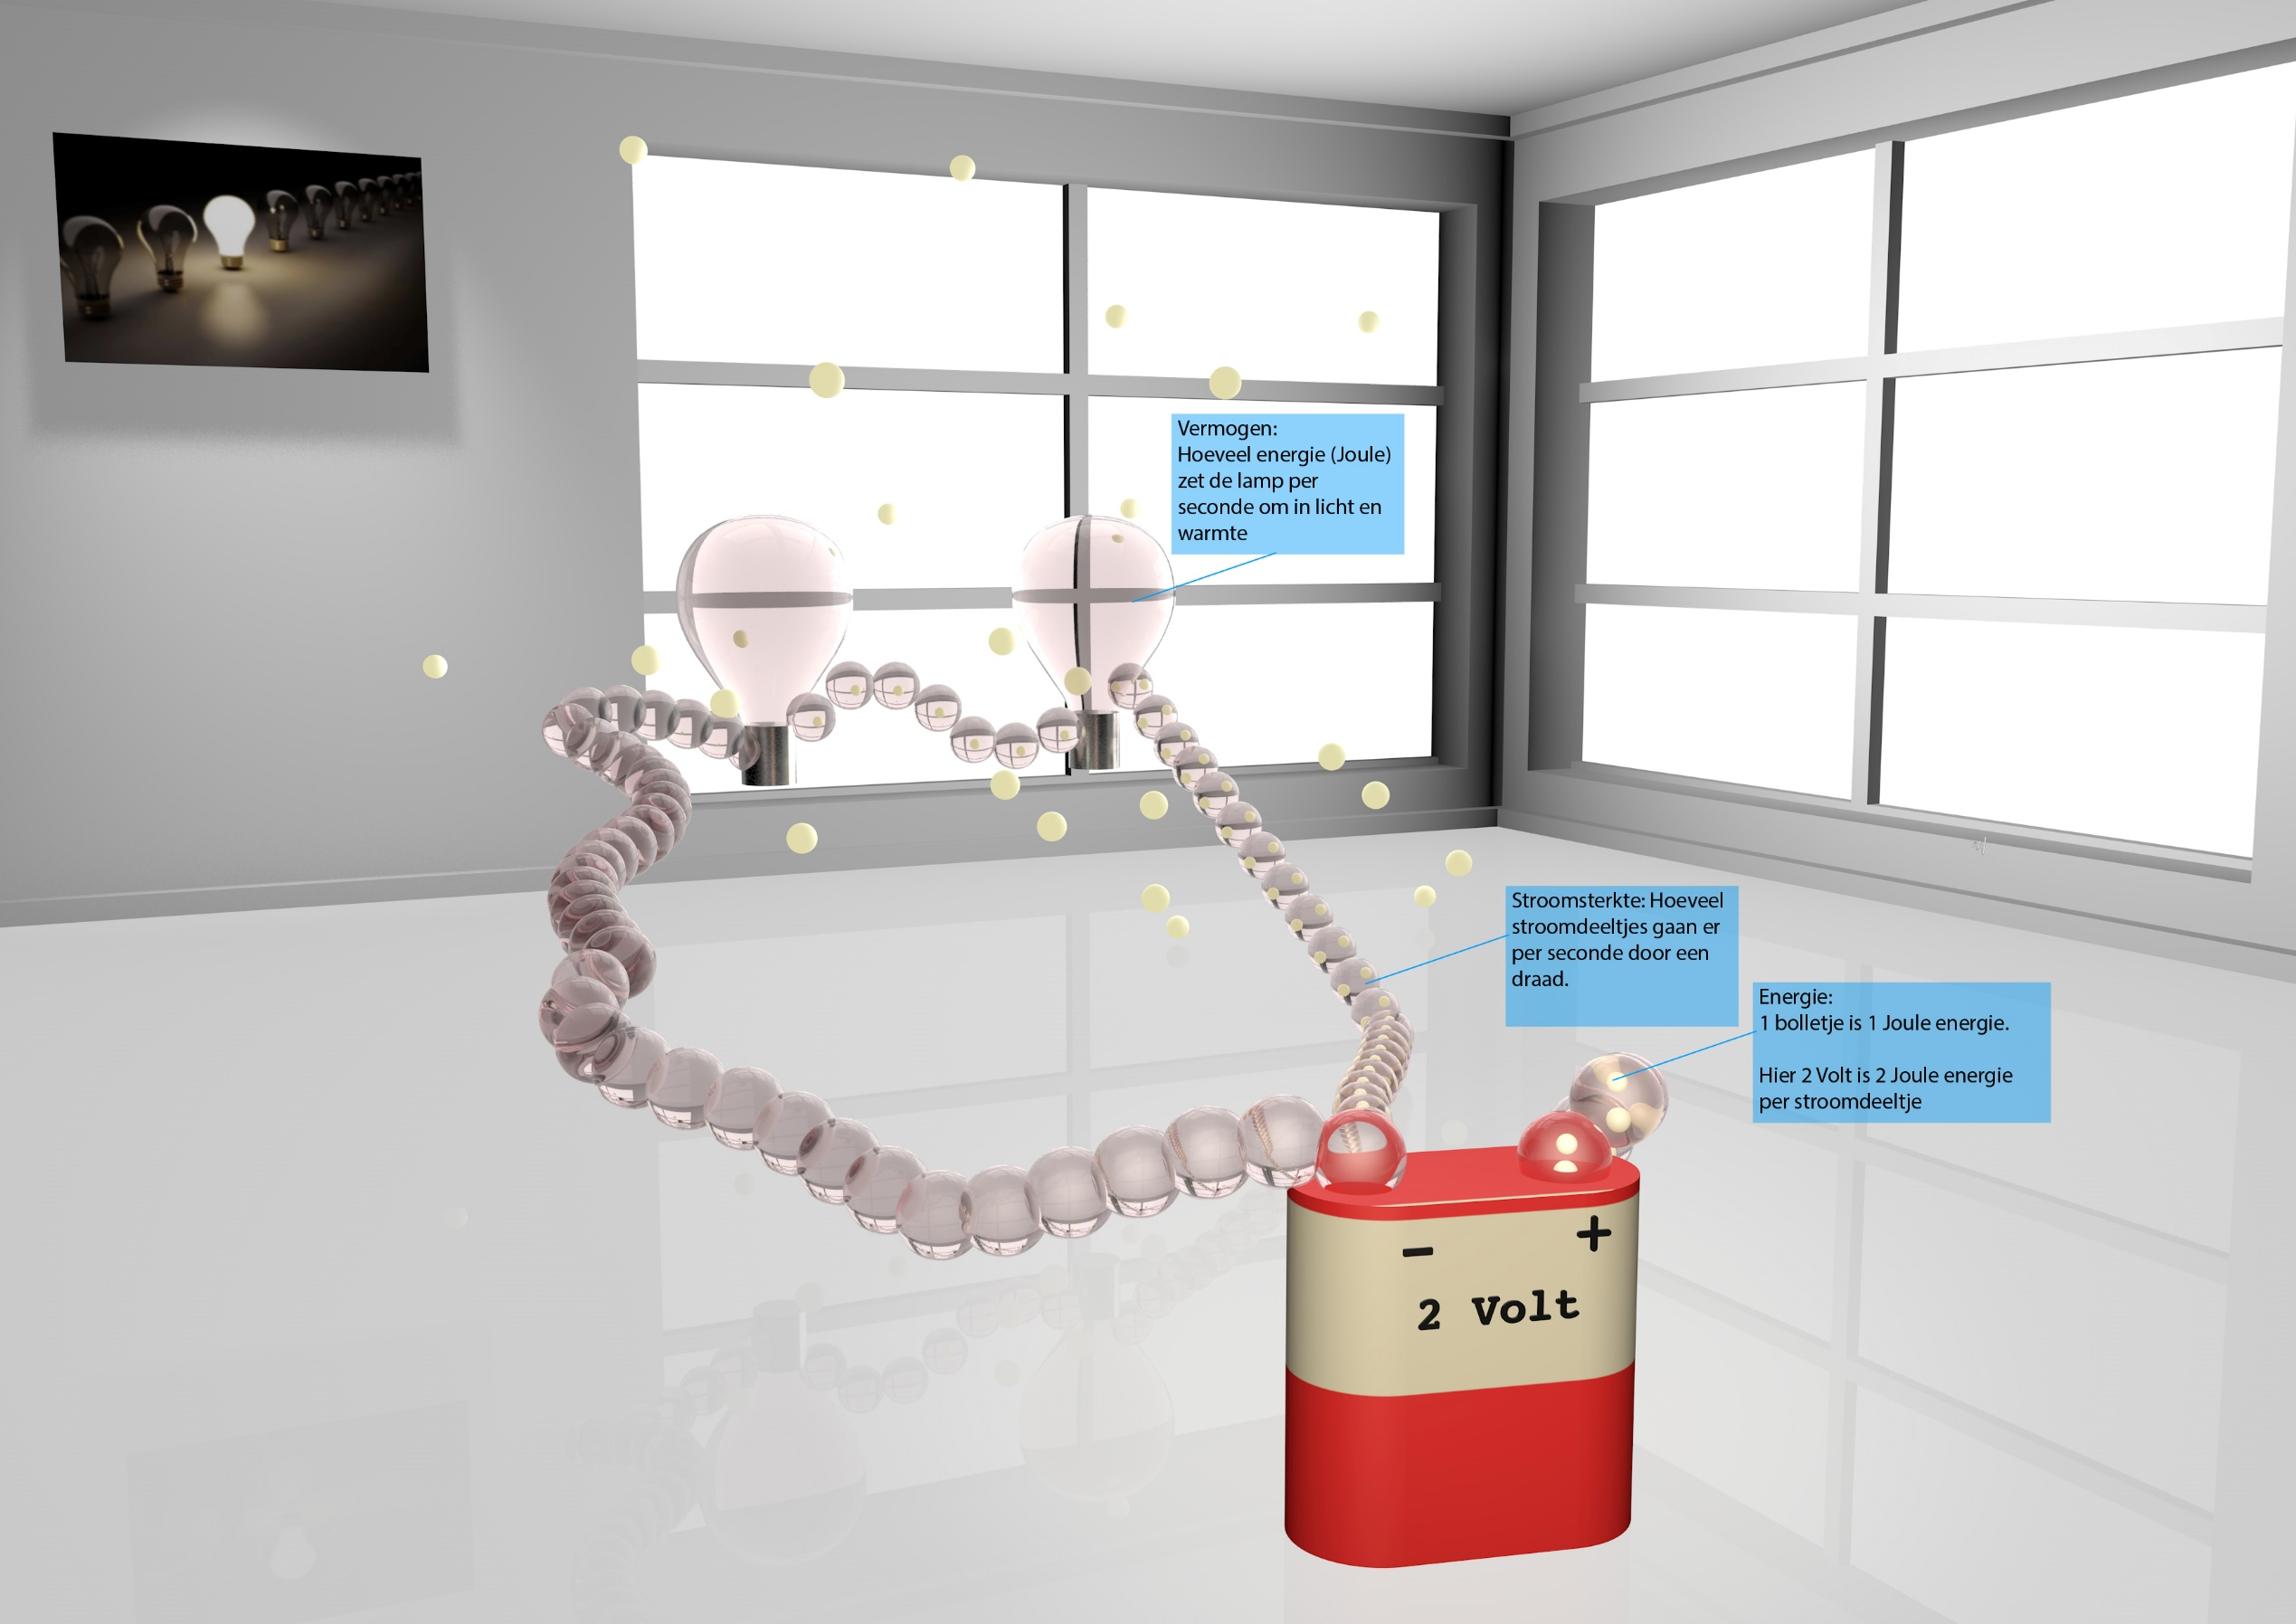 Vermogen:
Hoeveel energie (Joule)
zet de lamp per
seconde om in licht en
warmte
Stroomsterkte: Hoeveel
stroomdeeltjes gaan er
per seconde door een
draad.
Energie:
1 bolletje is 1 Joule energie.
Hier 2 Volt is 2 Joule energie
per stroomdeeltje
- +
2 Volt